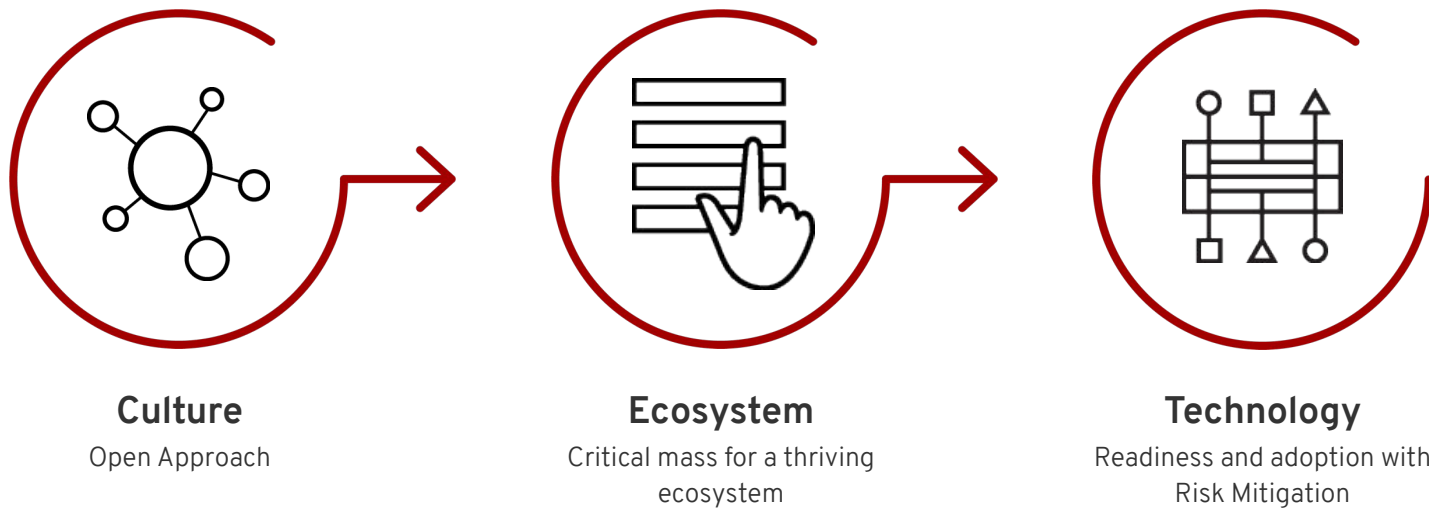 Culture
Open Approach
Ecosystem
Critical mass for a thriving
ecosystem
Technology
Readiness and adoption with
Risk Mitigation